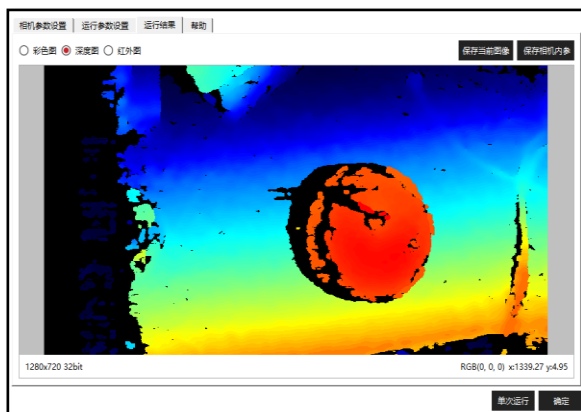 相机参数设置 运行参数设置 运行结果 帮助
彩色图 深度图 红外图 保存当前图像 保存相机内参
1280x720 32bit RGB(0, 0, 0) x:1339.27 y:4.95
单次运行 确定